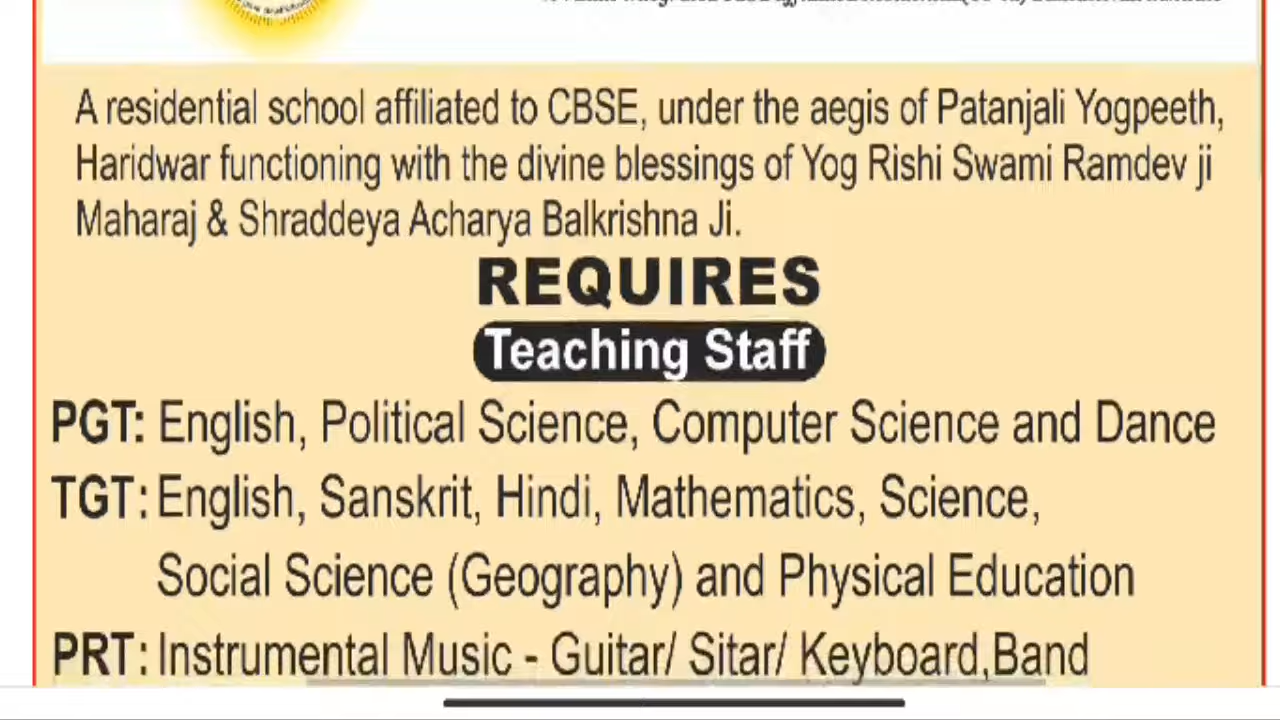 A residential school affiliated to CBSE, under the aegis of Patanjali Yogpeeth,
Haridwar functioning with the divine blessings of Yog Rishi Swami Ramdev ji
Maharaj & Shraddeya Acharya Balkrishna Ji.
REQUIRES
Teaching Staff
PGT: English, Political Science, Computer Science and Dance
TGT: English, Sanskrit, Hindi, Mathematics, Science,
Social Science (Geography) and Physical Education
PRT: Instrumental Music - Guitar/ Sitar/ Keyboard,Band